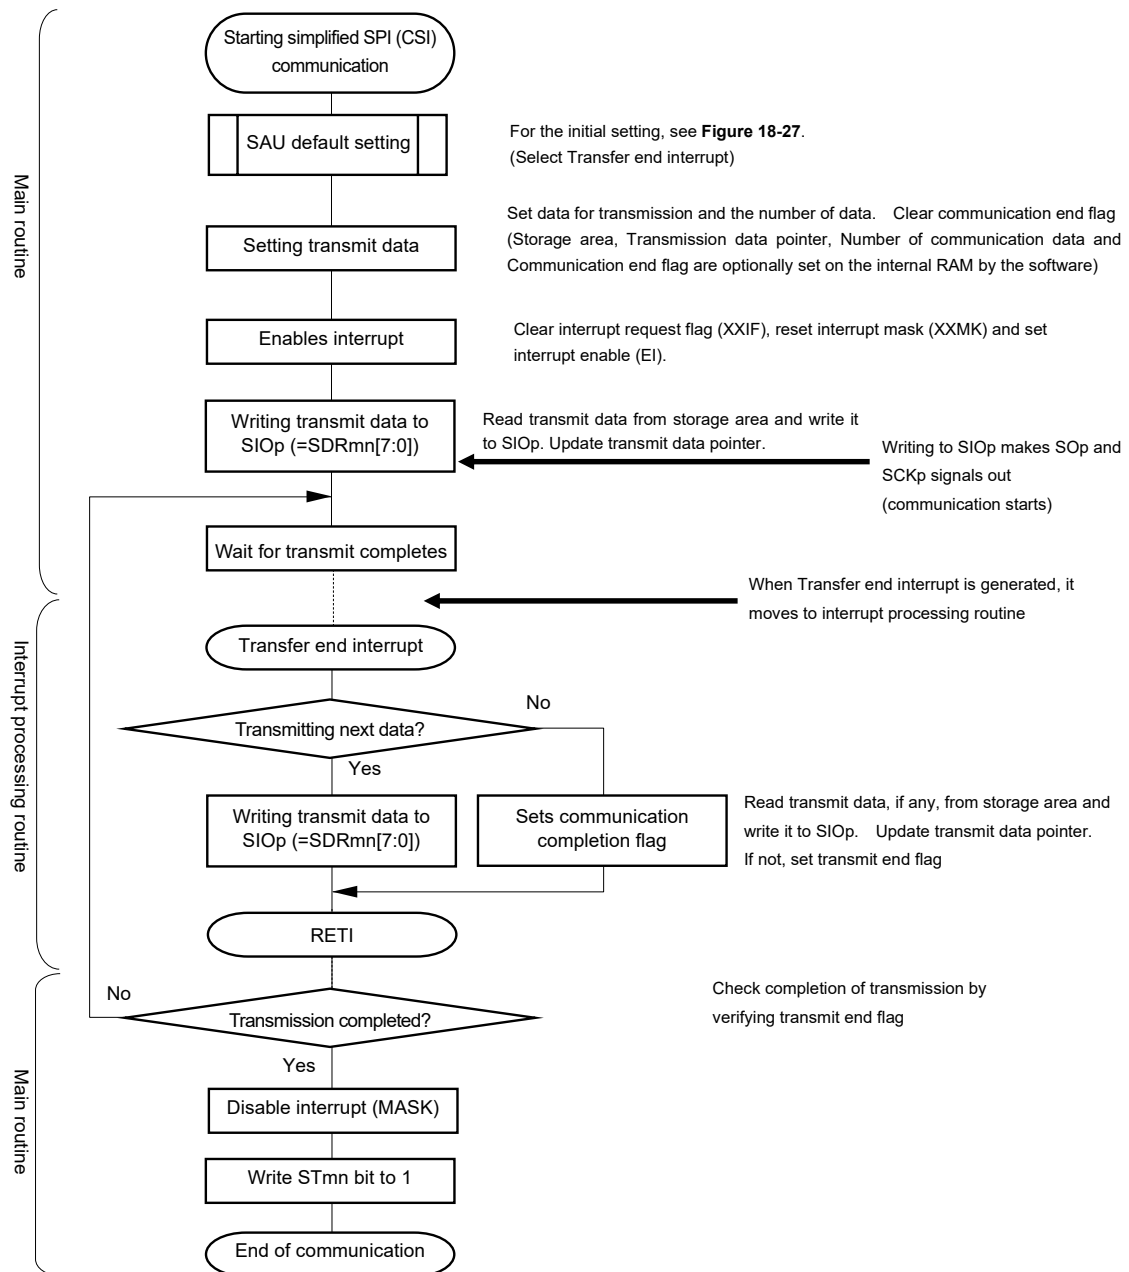 Starting simplified SPI (CSI)
communication
SAU default setting
For the initial setting, see Figure 18-27.
(Select Transfer end interrupt)
Main routine
Set data for transmission and the number of data. Clear communication end flag
(Storage area, Transmission data pointer, Number of communication data and
Communication end flag are optionally set on the internal RAM by the software)
Setting transmit data
Enables interrupt
Clear interrupt request flag (XXIF), reset interrupt mask (XXMK) and set
interrupt enable (EI).
Writing transmit data to
SIOp (=SDRmn[7:0])
Read transmit data from storage area and write it
to SIOp. Update transmit data pointer.
Writing to SIOp makes SOp and
SCKp signals out
(communication starts)
Wait for transmit completes
When Transfer end interrupt is generated, it
moves to interrupt processing routine
Interrupt processing routine
Transfer end interrupt
Transmitting next data?
No
Yes
Writing transmit data to
SIOp (=SDRmn[7:0])
Sets communication
completion flag
Read transmit data, if any, from storage area and
write it to SIOp. Update transmit data pointer.
If not, set transmit end flag
RETI
Main routine
No
Transmission completed?
Check completion of transmission by
verifying transmit end flag
Yes
Disable interrupt (MASK)
Write STmn bit to 1
End of communication